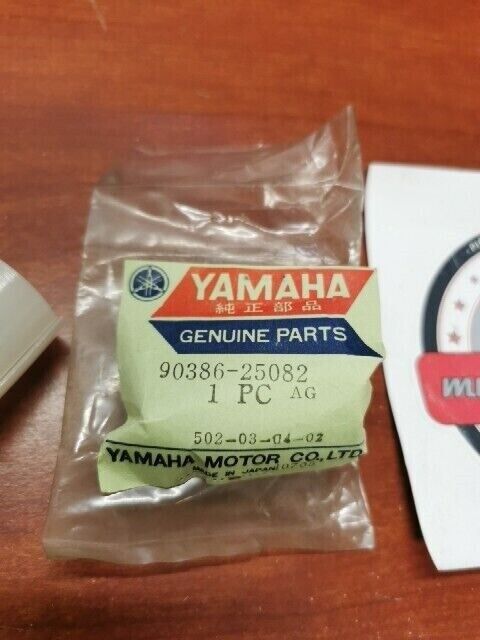 YAMAHA
純正部品
GENUINE PARTS
90386-25082
1 PC AG
502-03-04-02
YAMAHA MOTOR CO., LTD.
MADE IN JAPAN